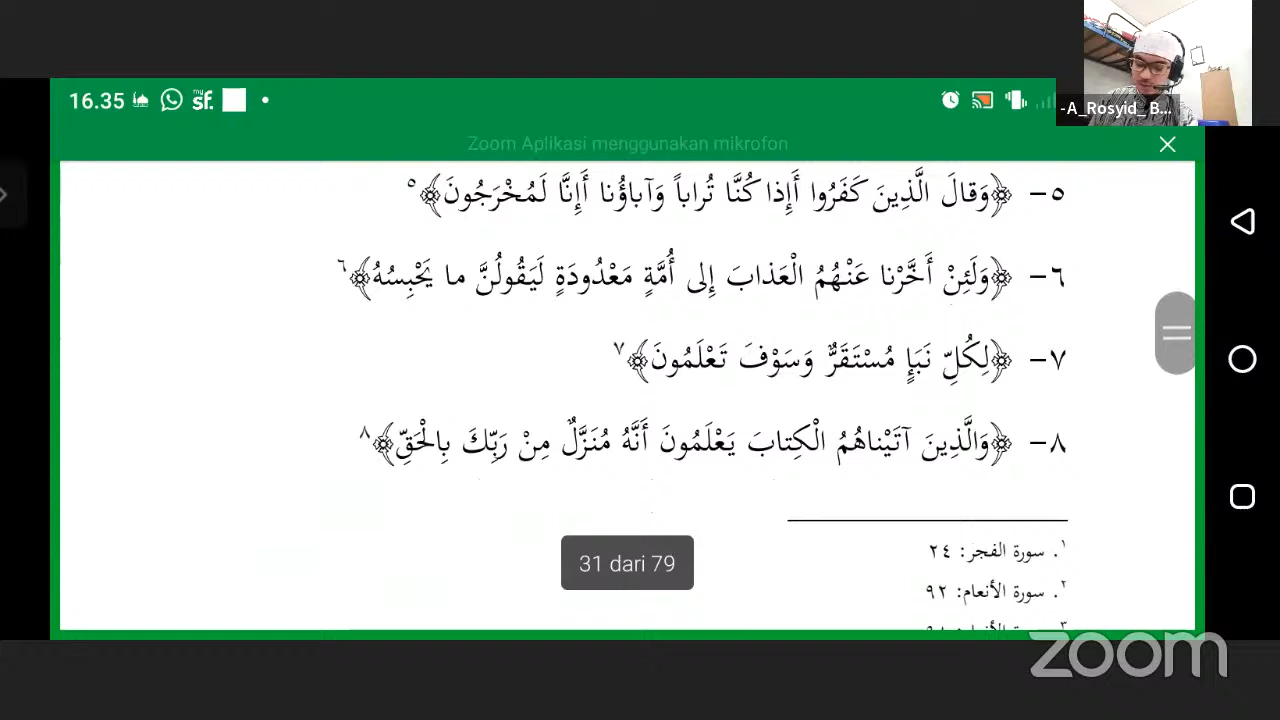 16.35 my sf.
-A_Rosyid_ B...
Zoom Aplikasi menggunakan mikrofon
٥- ﴿وَقالَ الَّذِينَ كَفَرُوا أَإِذا كُنَّا تُراباً وَآباؤُنا أَإِنَّا لَمُخْرَجُونَ﴾٥
٦- ﴿وَلَئِنْ أَخَّرْنا عَنْهُمُ الْعَذابَ إِلى أُمَّةٍ مَعْدُودَةٍ لَيَقُولُنَّ ما يَحْبِسُهُ﴾٦
٧- ﴿لِكُلِّ نَبَإٍ مُسْتَقَرٌّ وَسَوْفَ تَعْلَمُونَ﴾٧
٨- ﴿وَالَّذِينَ آتَيْناهُمُ الْكِتابَ يَعْلَمُونَ أَنَّهُ مُنَزَّلٌ مِنْ رَبِّكَ بِالْحَقِّ﴾٨
١. سورة الفجر: ٢٤
31 dari 79
٢. سورة الأنعام: ٩٢
zoom